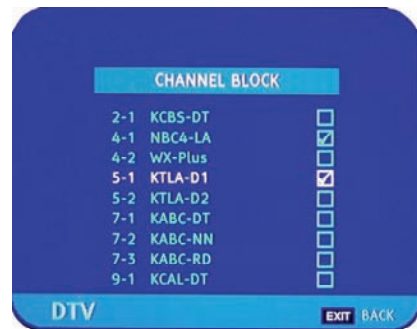 CHANNEL BLOCK
2-1 KCBS-DT
4-1 NBC4-LA
4-2 WX-Plus
5-1 KTLA-D1
5-2 KTLA-D2
7-1 KABC-DT
7-2 KABC-NN
7-3 KABC-RD
9-1 KCAL-DT
DTV EXIT BACK